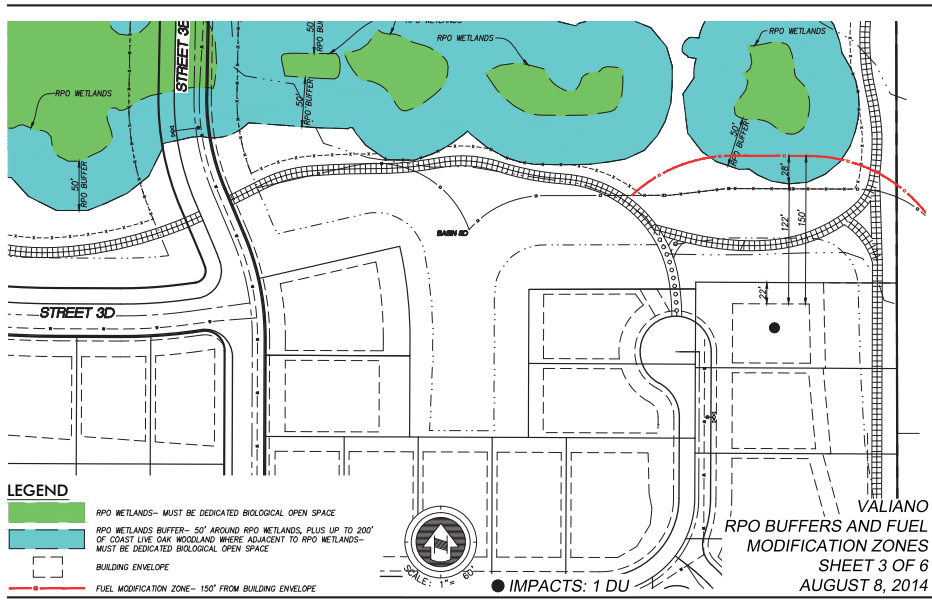 RPO WETLANDS
RPO WETLANDS
RPO WETLANDS
RPO WETLANDS
50'
RPO BUFFER
STREET 3E
50'
RPO BUFFER
50'
RPO BUFFER
50'
RPO BUFFER
28'
122'
150'
22'
STREET 3D
LEGEND
RPO WETLANDS- MUST BE DEDICATED BIOLOGICAL OPEN SPACE
RPO WETLANDS BUFFER- 50' AROUND RPO WETLANDS, PLUS UP TO 200'
OF COAST LIVE OAK WOODLAND WHERE ADJACENT TO RPO WETLANDS-
MUST BE DEDICATED BIOLOGICAL OPEN SPACE
BUILDING ENVELOPE
FUEL MODIFICATION ZONE- 150' FROM BUILDING ENVELOPE
SCALE: 1"= 60'
IMPACTS: 1 DU
VALIANO
RPO BUFFERS AND FUEL
MODIFICATION ZONES
SHEET 3 OF 6
AUGUST 8, 2014